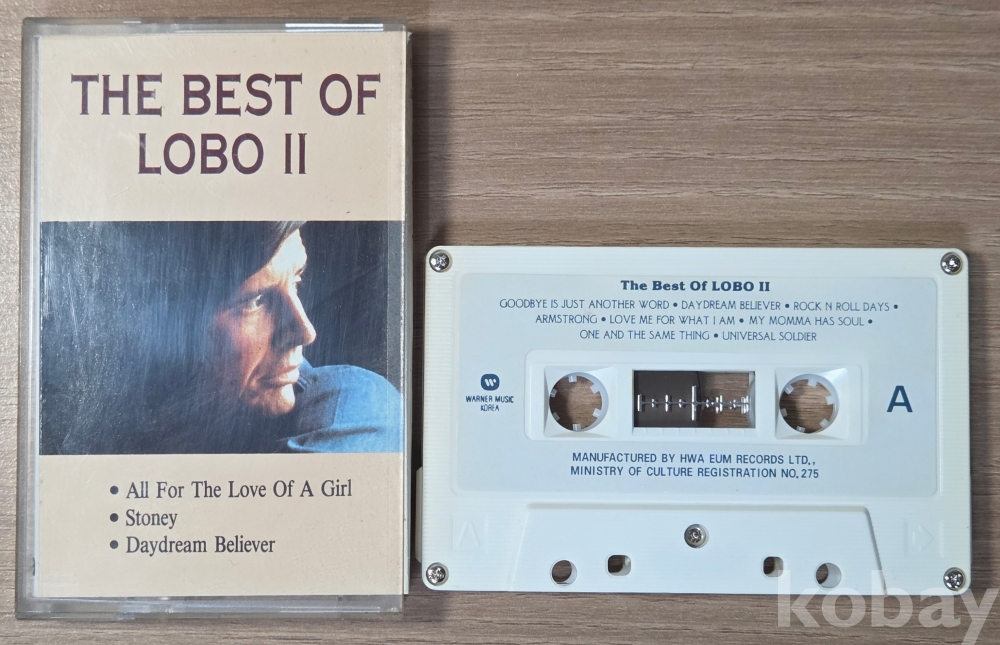 THE BEST OF
LOBO II
• All For The Love Of A Girl
• Stoney
• Daydream Believer
The Best Of LOBO II
GOODBYE IS JUST ANOTHER WORD • DAYDREAM BELIEVER • ROCK N ROLL DAYS •
ARMSTRONG • LOVE ME FOR WHAT I AM • MY MOMMA HAS SOUL •
ONE AND THE SAME THING • UNIVERSAL SOLDIER
WARNER MUSIC
KOREA
A
MANUFACTURED BY HWA EUM RECORDS LTD.,
MINISTRY OF CULTURE REGISTRATION NO. 275
kobay